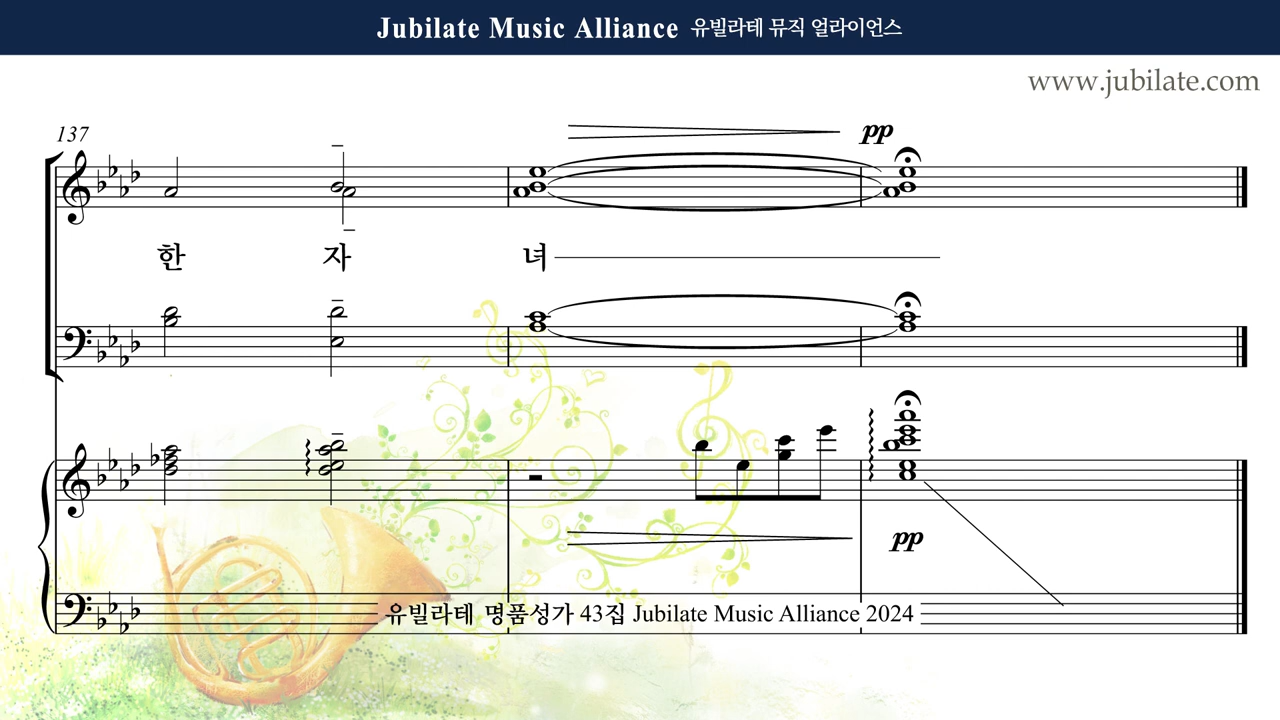 Jubilate Music Alliance 유빌라테 뮤직 얼라이언스
www.jubilate.com
137
pp
한 자 녀
pp
유빌라테 명품성가 43집 Jubilate Music Alliance 2024